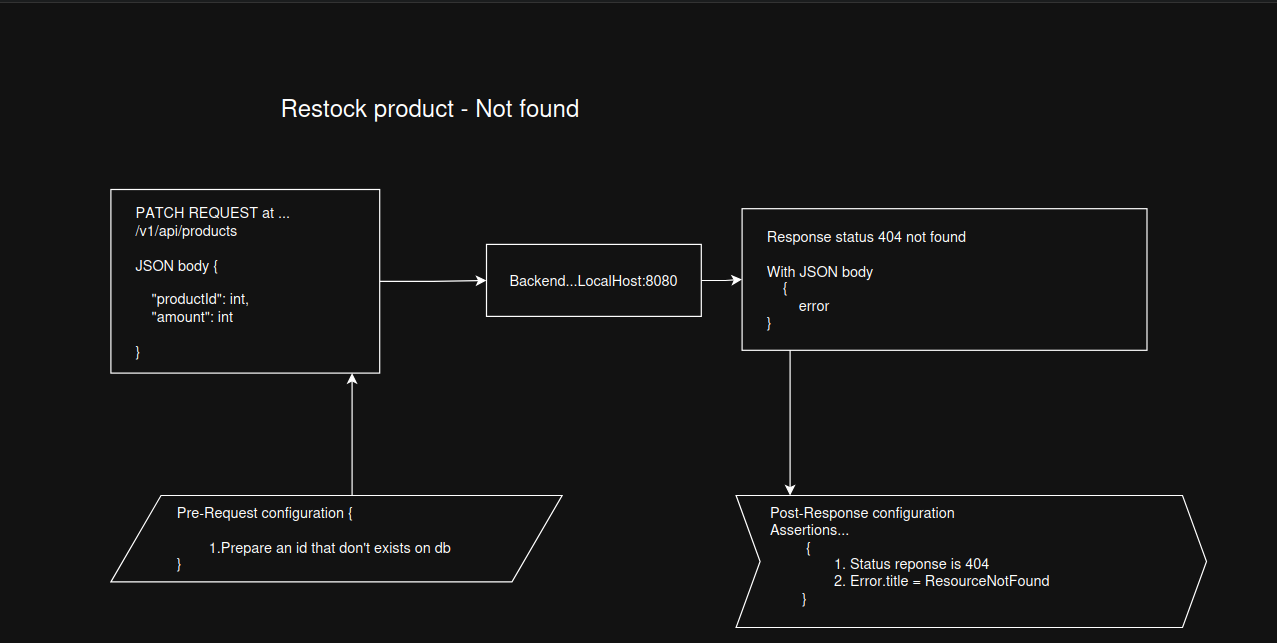 Restock product - Not found
PATCH REQUEST at ...
/v1/api/products
JSON body {
"productId": int,
"amount": int
}
Backend...LocalHost:8080
Response status 404 not found
With JSON body
{
error
}
Pre-Request configuration {
1.Prepare an id that don't exists on db
}
Post-Response configuration
Assertions...
{
1. Status reponse is 404
2. Error.title = ResourceNotFound
}